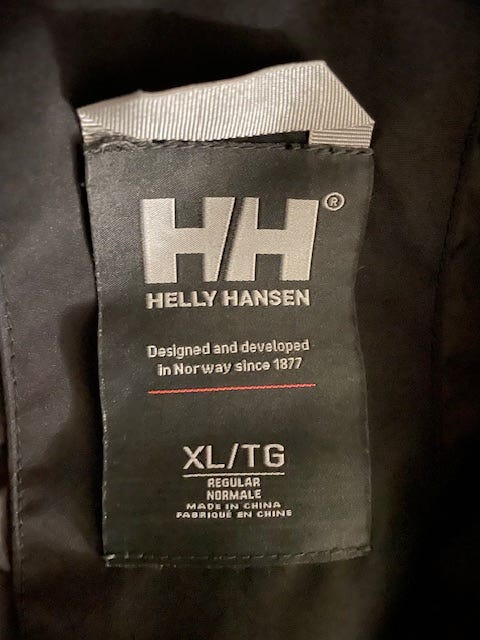 HH®
HELLY HANSEN
Designed and developed
in Norway since 1877
XL/TG
REGULAR
NORMALE
MADE IN CHINA
FABRIQUÉ EN CHINE